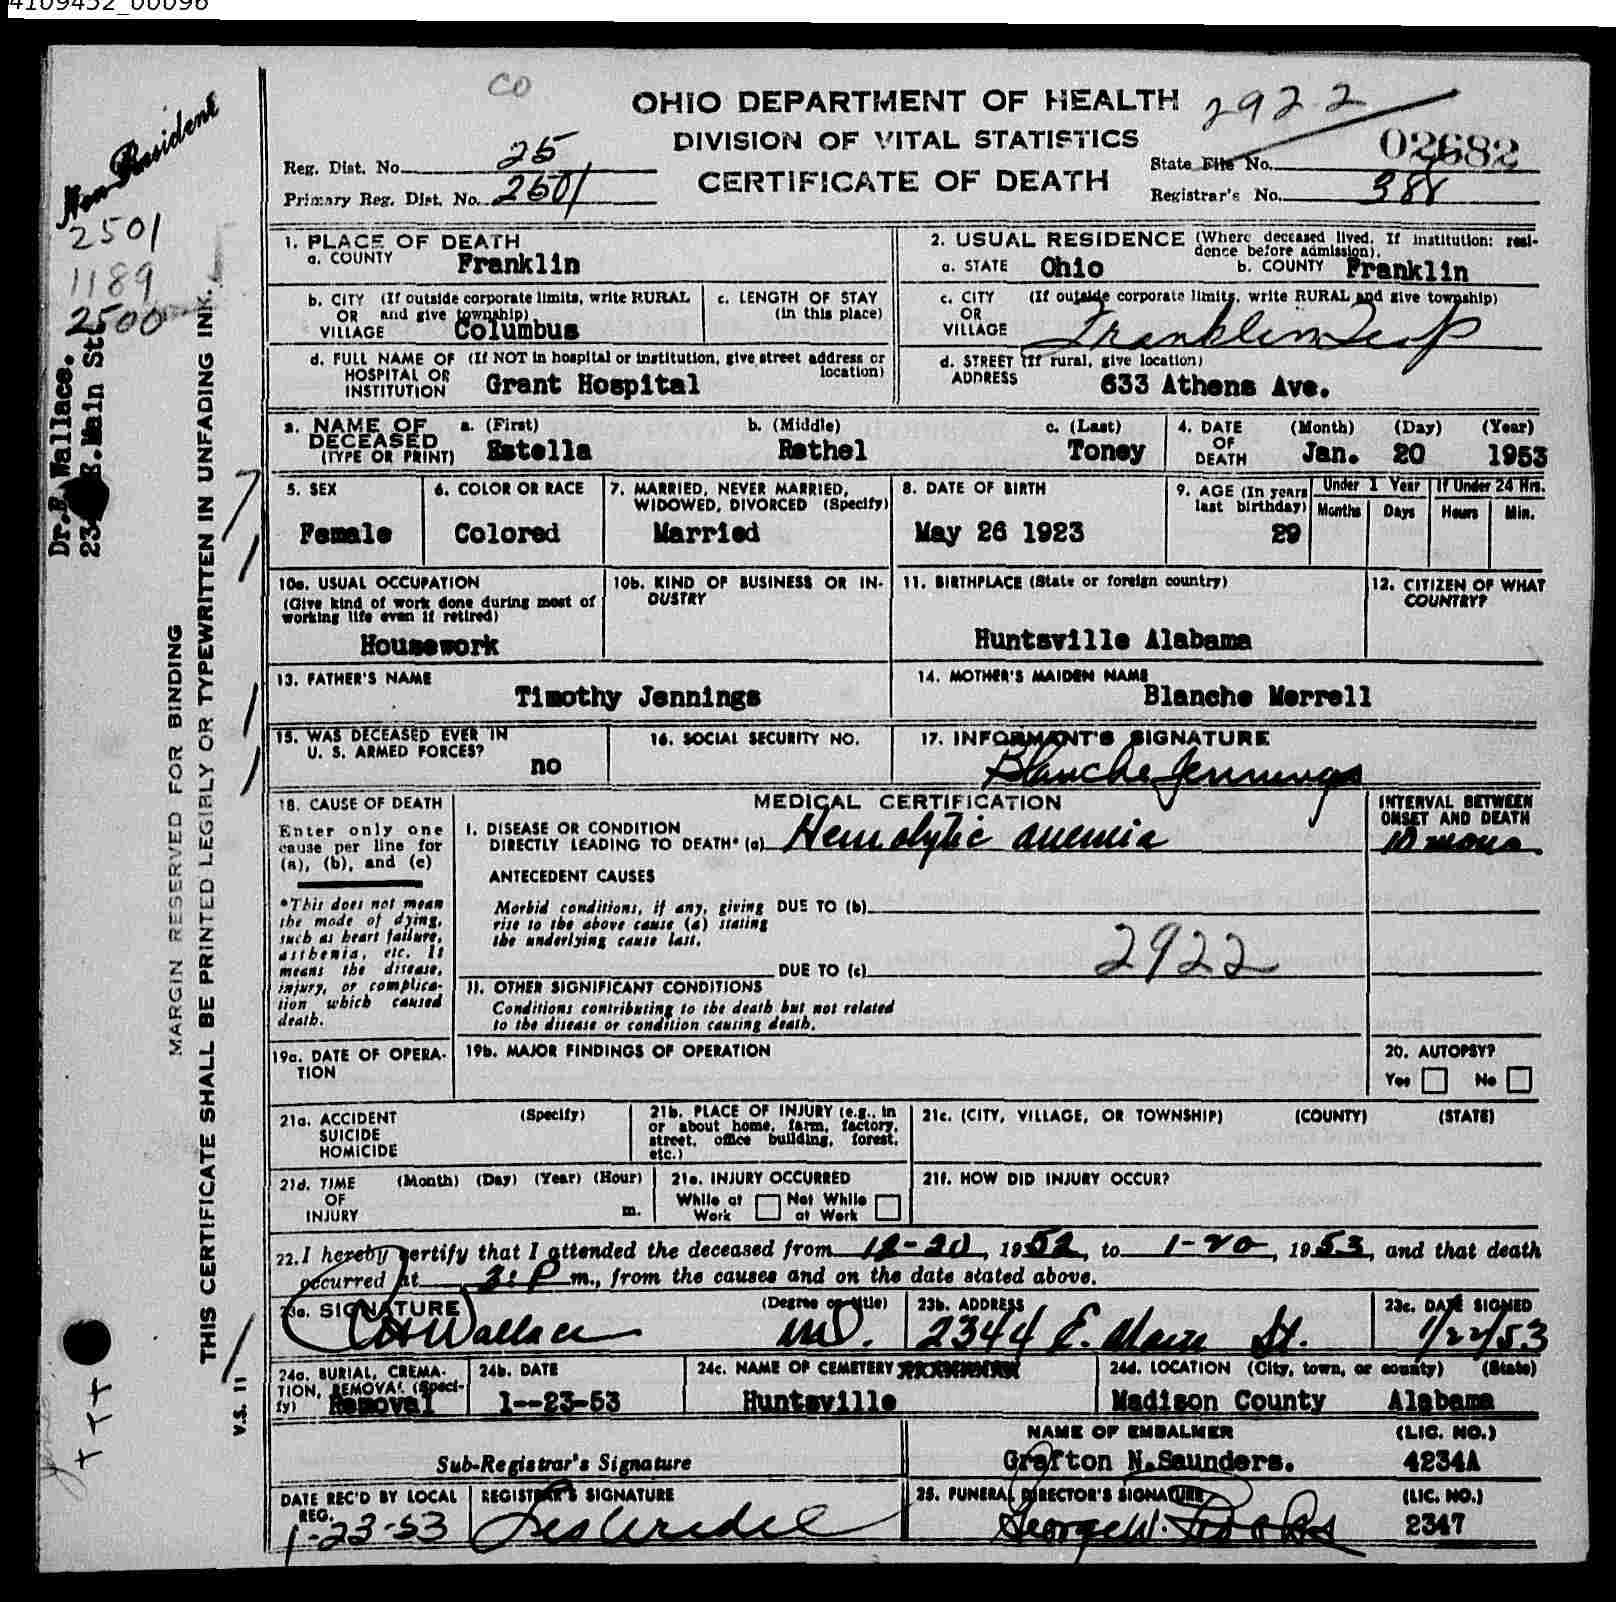 4109452_00096
CO
OHIO DEPARTMENT OF HEALTH 2922
DIVISION OF VITAL STATISTICS
CERTIFICATE OF DEATH
Reg. Dist. No. 25
Primary Reg. Dist. No. 2501
State File No. 02682
Registrar's No. 388
Non-Resident
2501
1189
2500
Dr. Wallace.
E.Main St.
MARGIN RESERVED FOR BINDING
THIS CERTIFICATE SHALL BE PRINTED LEGIBLY OR TYPEWRITTEN IN UNFADING INK.
V.S. 11
1. PLACE OF DEATH
a. COUNTY Franklin
b. CITY (If outside corporate limits, write RURAL
OR and give township)
VILLAGE Columbus
c. LENGTH OF STAY
(in this place)
d. FULL NAME OF (If NOT in hospital or institution, give street address or
HOSPITAL OR location)
INSTITUTION Grant Hospital
2. USUAL RESIDENCE (Where deceased lived. If institution: resi-
dence before admission).
a. STATE Ohio b. COUNTY Franklin
c. CITY (If outside corporate limits, write RURAL and give township)
OR
VILLAGE Franklin Twp
d. STREET (If rural, give location)
ADDRESS 633 Athens Ave.
3. NAME OF a. (First) b. (Middle) c. (Last)
DECEASED
(TYPE OR PRINT) Estella Rethel Toney
4. DATE (Month) (Day) (Year)
OF
DEATH Jan. 20 1953
5. SEX
Female
6. COLOR OR RACE
Colored
7. MARRIED, NEVER MARRIED,
WIDOWED, DIVORCED (Specify)
Married
8. DATE OF BIRTH
May 26 1923
9. AGE (In years
last birthday)
29
Under 1 Year If Under 24 Hrs.
Months Days Hours Min.
10a. USUAL OCCUPATION
(Give kind of work done during most of
working life even if retired)
Housework
10b. KIND OF BUSINESS OR IN-
DUSTRY
11. BIRTHPLACE (State or foreign country)
Huntsville Alabama
12. CITIZEN OF WHAT
COUNTRY?
13. FATHER'S NAME
Timothy Jennings
14. MOTHER'S MAIDEN NAME
Blanche Merrell
15. WAS DECEASED EVER IN
U. S. ARMED FORCES?
no
16. SOCIAL SECURITY NO.
17. INFORMANT'S SIGNATURE
Blanche Jennings
18. CAUSE OF DEATH
Enter only one
cause per line for
(a), (b), and (c)
*This does not mean
the mode of dying,
such as heart failure,
asthenia, etc. It
means the disease,
injury, or complica-
tion which caused
death.
MEDICAL CERTIFICATION
I. DISEASE OR CONDITION
DIRECTLY LEADING TO DEATH* (a) Hemolytic anemia
ANTECEDENT CAUSES
Morbid conditions, if any, giving DUE TO (b)
rise to the above cause (a) stating
the underlying cause last.
DUE TO (c) 2922
II. OTHER SIGNIFICANT CONDITIONS
Conditions contributing to the death but not related
to the disease or condition causing death.
INTERVAL BETWEEN
ONSET AND DEATH
10 mons
19a. DATE OF OPERA-
TION
19b. MAJOR FINDINGS OF OPERATION
20. AUTOPSY?
Yes No
21a. ACCIDENT (Specify)
SUICIDE
HOMICIDE
21b. PLACE OF INJURY (e.g., in
or about home, farm, factory,
street, office building, forest,
etc.)
21c. (CITY, VILLAGE, OR TOWNSHIP) (COUNTY) (STATE)
21d. TIME (Month) (Day) (Year) (Hour)
OF
INJURY m.
21e. INJURY OCCURRED
While at Not While
Work at Work
21f. HOW DID INJURY OCCUR?
22. I hereby certify that I attended the deceased from 12-20, 1952, to 1-20, 1953, and that death
occurred at 3:P m., from the causes and on the date stated above.
23a. SIGNATURE (Degree or title)
Wallace MD.
23b. ADDRESS
2344 E. Main St.
23c. DATE SIGNED
1/22/53
24a. BURIAL, CREMA-
TION, REMOVAL (Speci-
fy) Removal
24b. DATE
1--23-53
24c. NAME OF CEMETERY
Huntsville
24d. LOCATION (City, town, or county) (State)
Madison County Alabama
Sub-Registrar's Signature
NAME OF EMBALMER (LIC. NO.)
Grafton N.Saunders. 4234A
DATE REC'D BY LOCAL
REG.
1-23-53
REGISTRAR'S SIGNATURE
25. FUNERAL DIRECTOR'S SIGNATURE (LIC. NO.)
George W. 2347